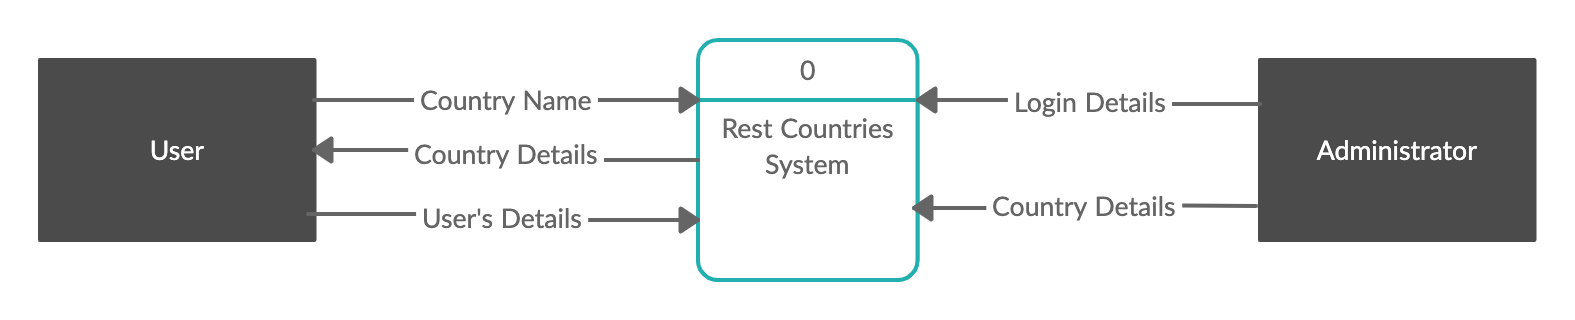 0
Country Name
Login Details
Rest Countries
System
User
Country Details
Administrator
User's Details
Country Details